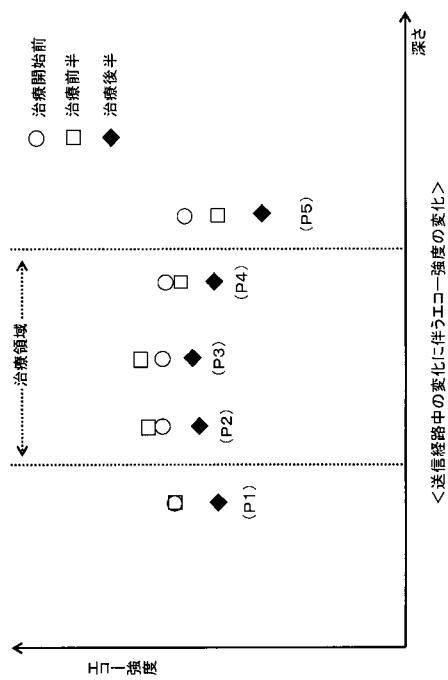 ○ 治療開始前
□ 治療前半
◆ 治療後半
治療領域
エコー強度
深さ
(P1)
(P2)
(P3)
(P4)
(P5)
<送信経路中の変化に伴うエコー強度の変化>